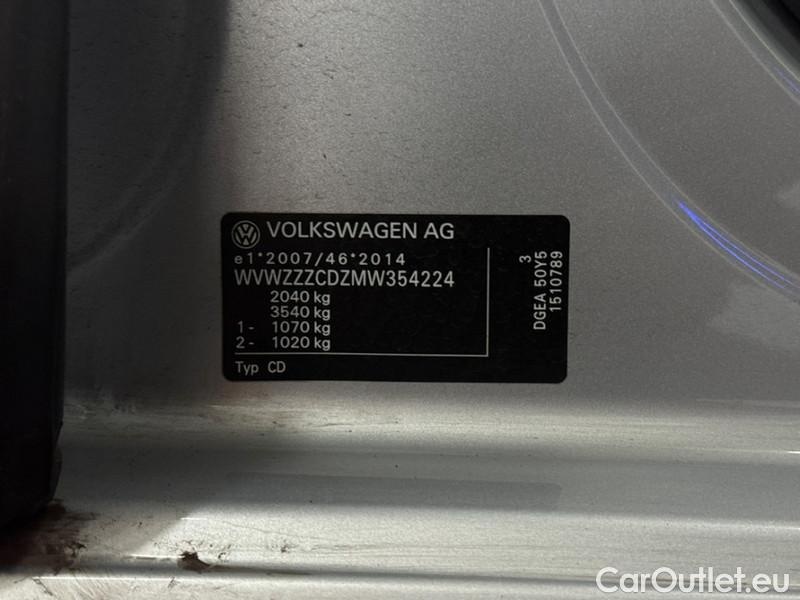 VOLKSWAGEN AG
e1*2007/46*2014
WVWZZZCDZMW354224
2040 kg
3540 kg
1 - 1070 kg
2 - 1020 kg
Typ CD
3
DGEA 50Y5
1510789
CarOutlet.eu